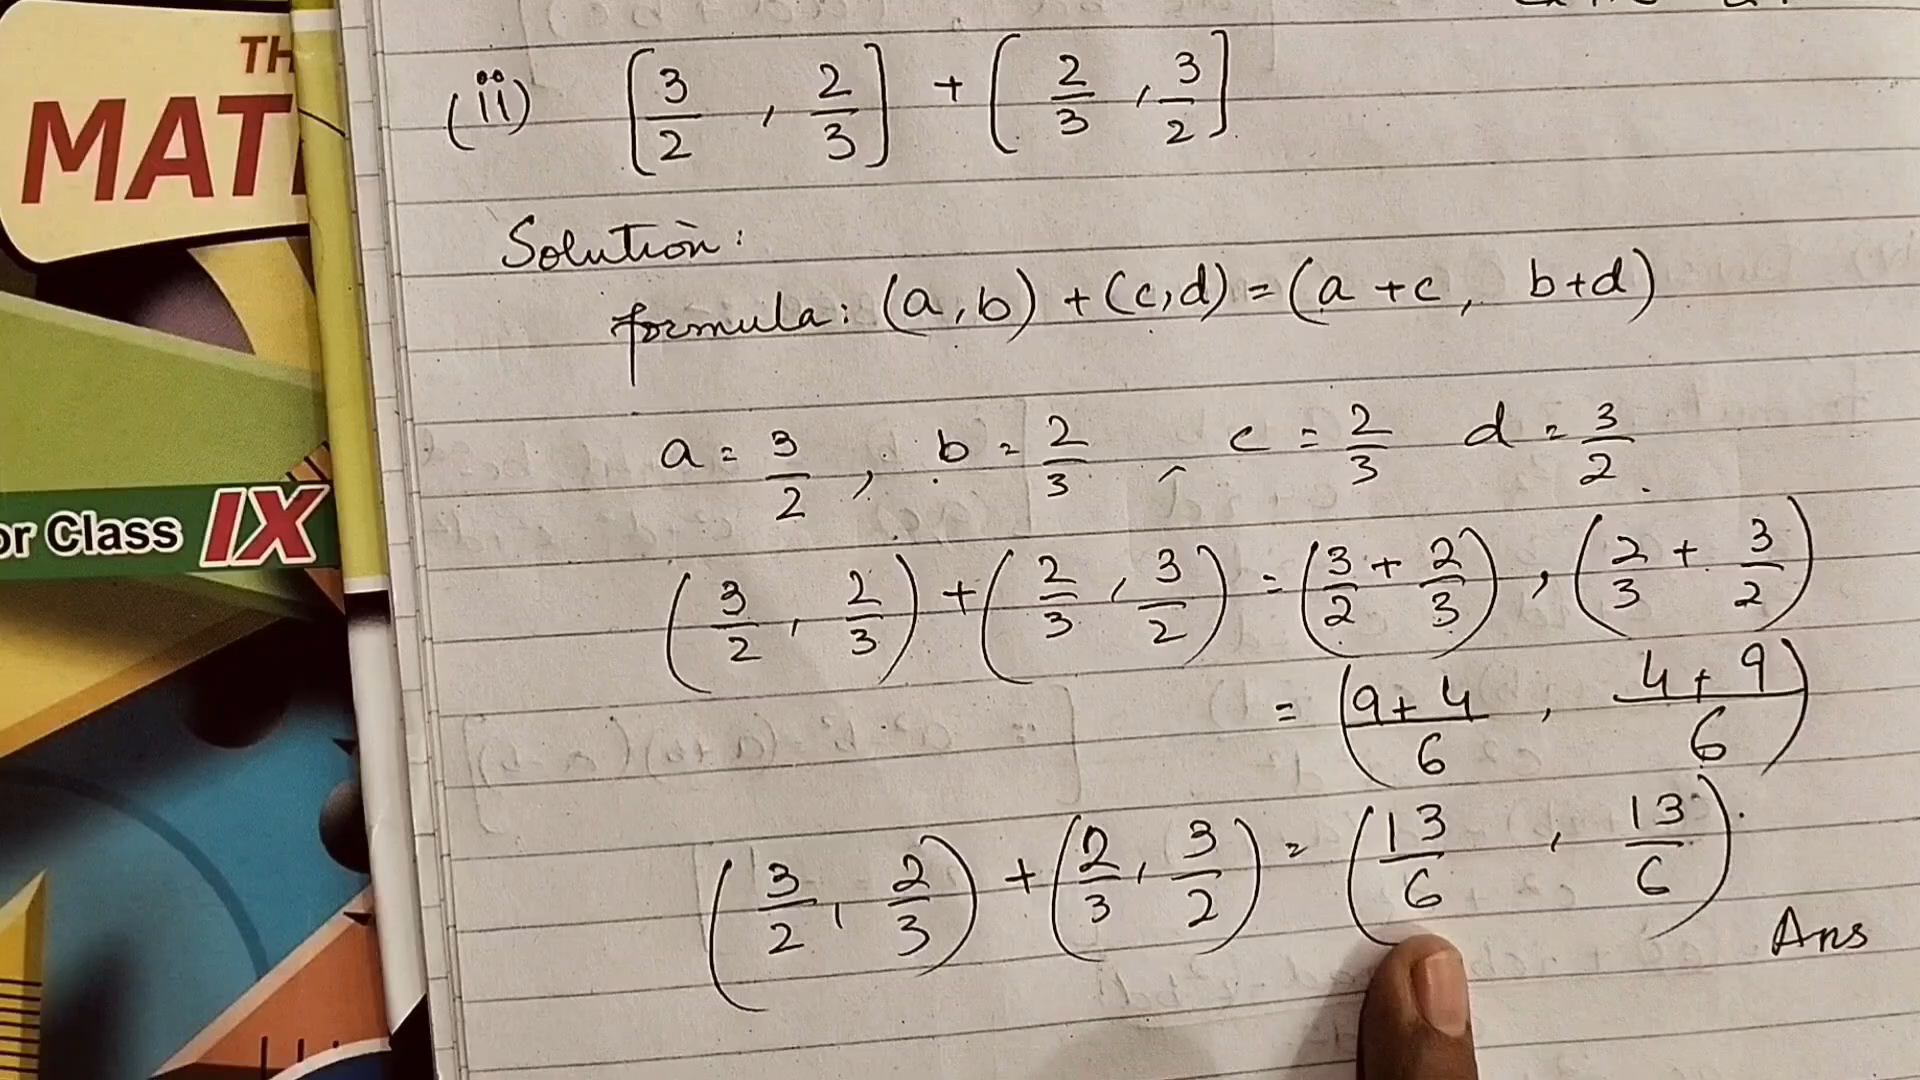 TH
MAT
or Class IX
(ii) [3/2 , 2/3] + [2/3 , 3/2]
Solution:
formula: (a, b) + (c, d) = (a + c, b + d)
a = 3/2 , b = 2/3 , c = 2/3 d = 3/2 .
(3/2 , 2/3) + (2/3 , 3/2) = (3/2 + 2/3) , (2/3 + 3/2)
= (9 + 4/6 , 4 + 9/6)
(3/2 , 2/3) + (2/3 , 3/2) = (13/6 , 13/6) .
Ans